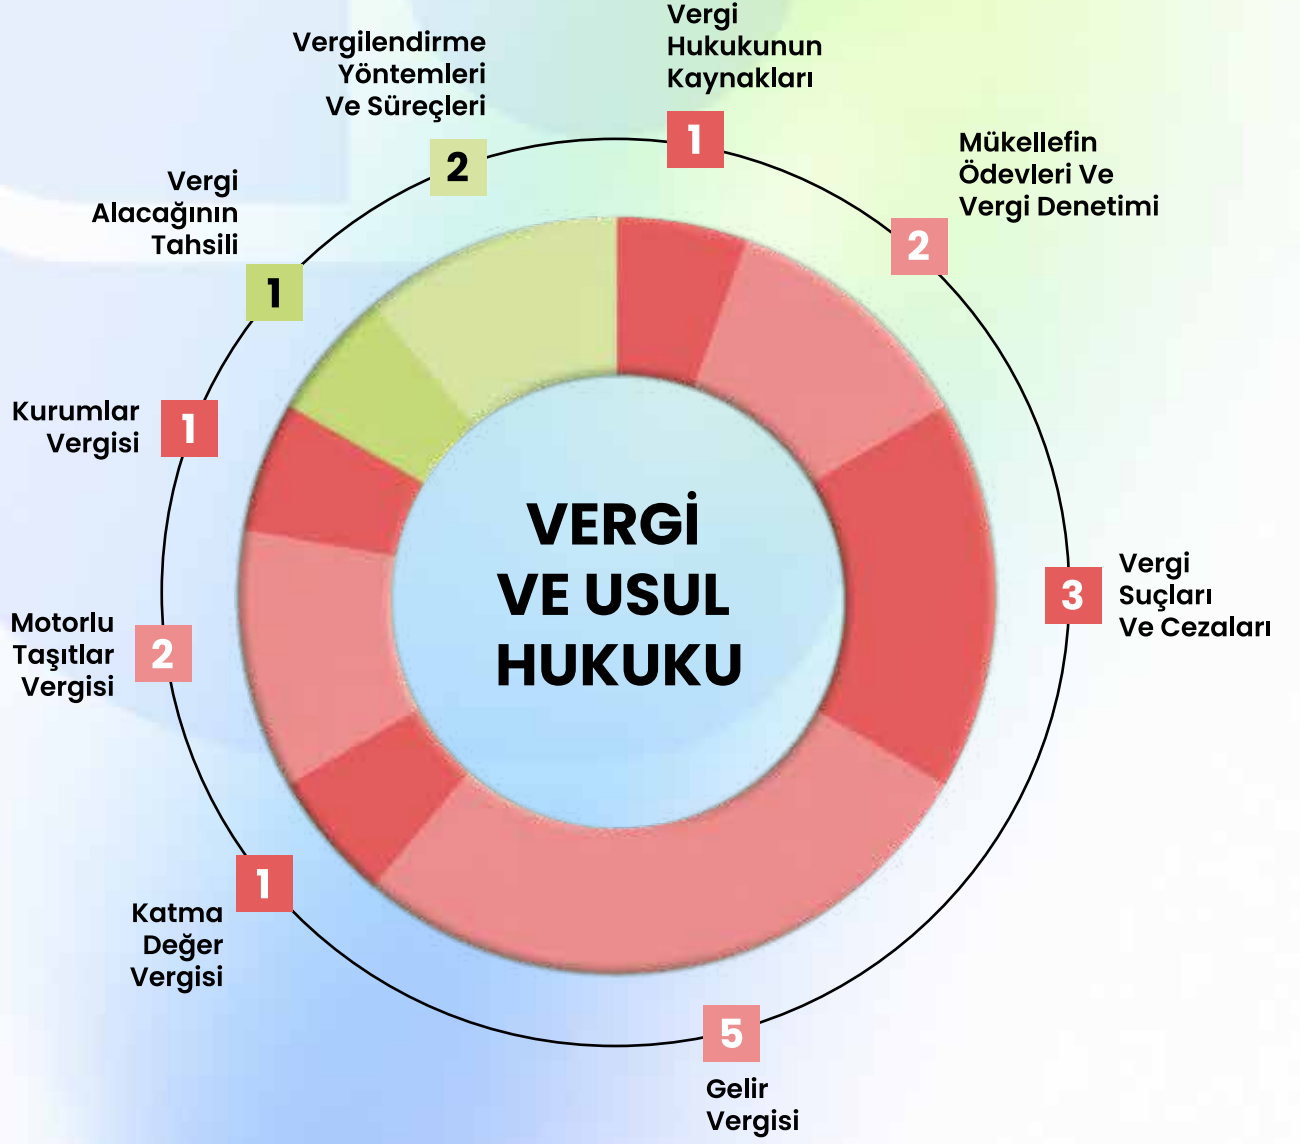 Vergi
Hukukunun
Kaynakları
1
Mükellefin
Ödevleri Ve
Vergi Denetimi
2
Vergi
Suçları
Ve Cezaları
3
Gelir
Vergisi
5
Katma
Değer
Vergisi
1
Motorlu
Taşıtlar
Vergisi
2
Kurumlar
Vergisi
1
Vergi
Alacağının
Tahsili
1
Vergilendirme
Yöntemleri
Ve Süreçleri
2
VERGİ
VE USUL
HUKUKU